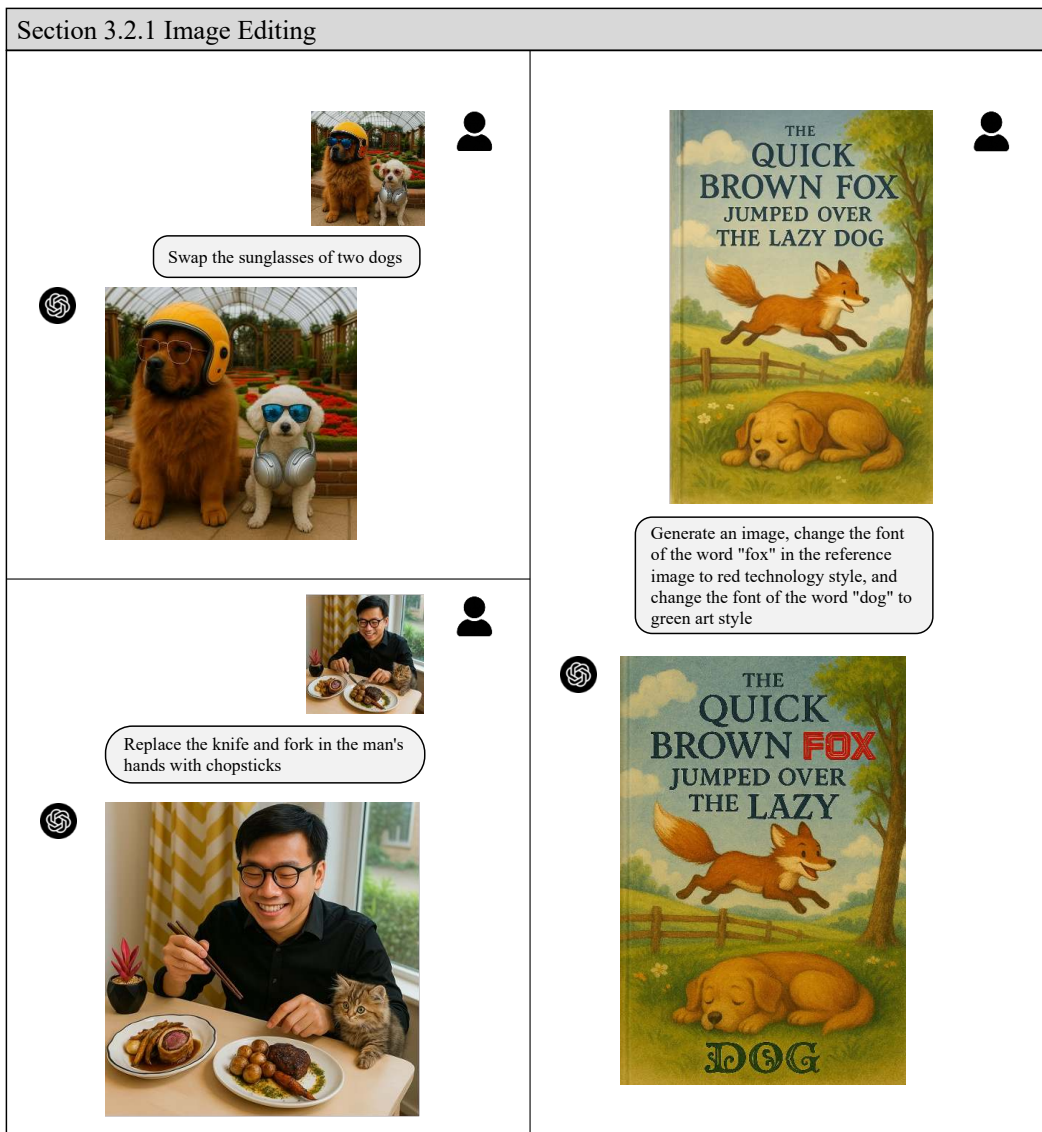 Section 3.2.1 Image Editing
Swap the sunglasses of two dogs
Replace the knife and fork in the man's
hands with chopsticks
THE
QUICK
BROWN FOX
JUMPED OVER
THE LAZY DOG
Generate an image, change the font
of the word "fox" in the reference
image to red technology style, and
change the font of the word "dog" to
green art style
THE
QUICK
BROWN FOX
JUMPED OVER
THE LAZY
DOG